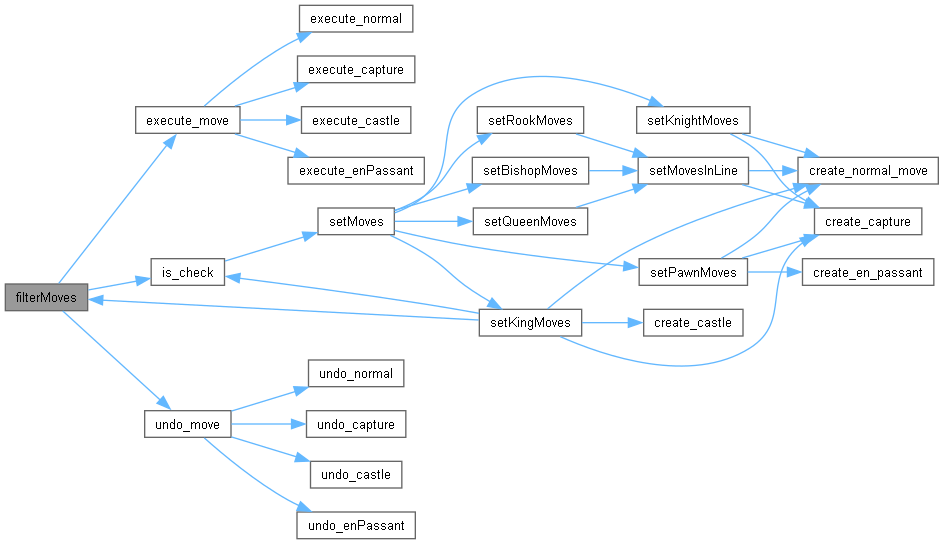 execute_normal
execute_capture
execute_move
execute_castle
execute_enPassant
setRookMoves
setKnightMoves
setBishopMoves
setMovesInLine
create_normal_move
setMoves
setQueenMoves
create_capture
is_check
setPawnMoves
create_en_passant
filterMoves
setKingMoves
create_castle
undo_normal
undo_move
undo_capture
undo_castle
undo_enPassant